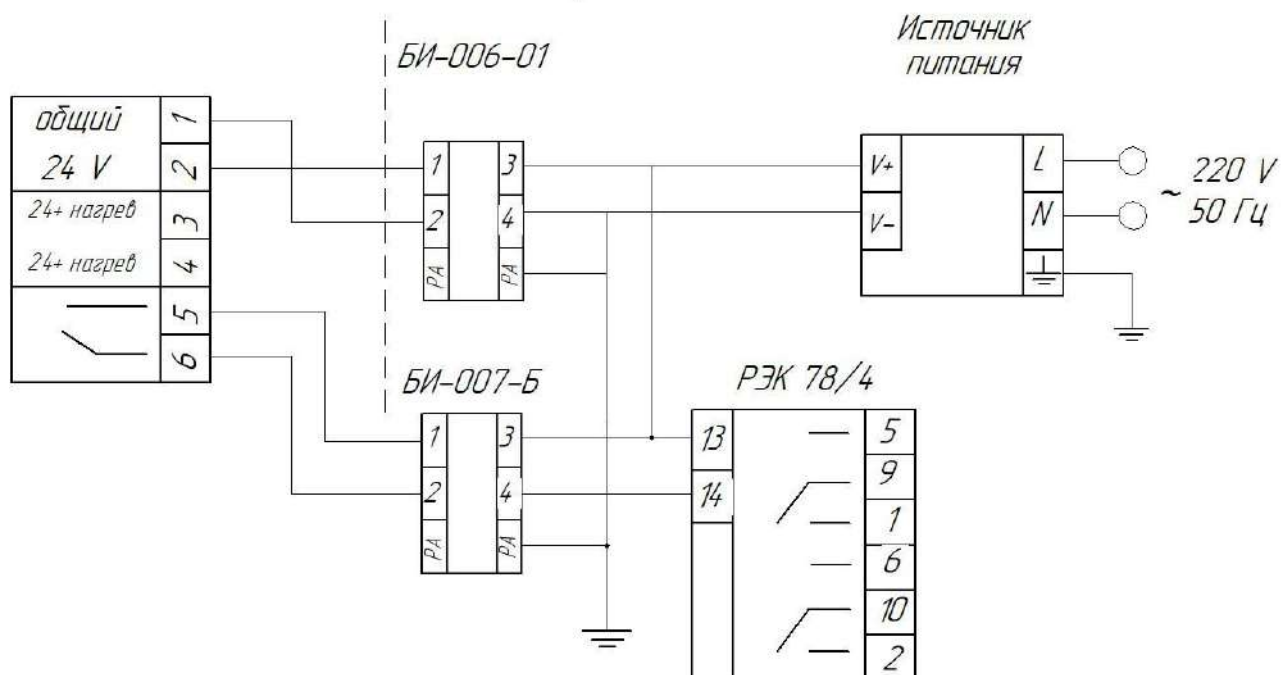 БИ-006-01
Источник
питания
общий 1
24 V 2
24+ нагрев 3
24+ нагрев 4
5
6
1 3
2 4
PA PA
V+ L
V- N
~ 220 V
50 Гц
БИ-007-Б
1 3
2 4
PA PA
РЭК 78/4
13 5
14 9
1
6
10
2